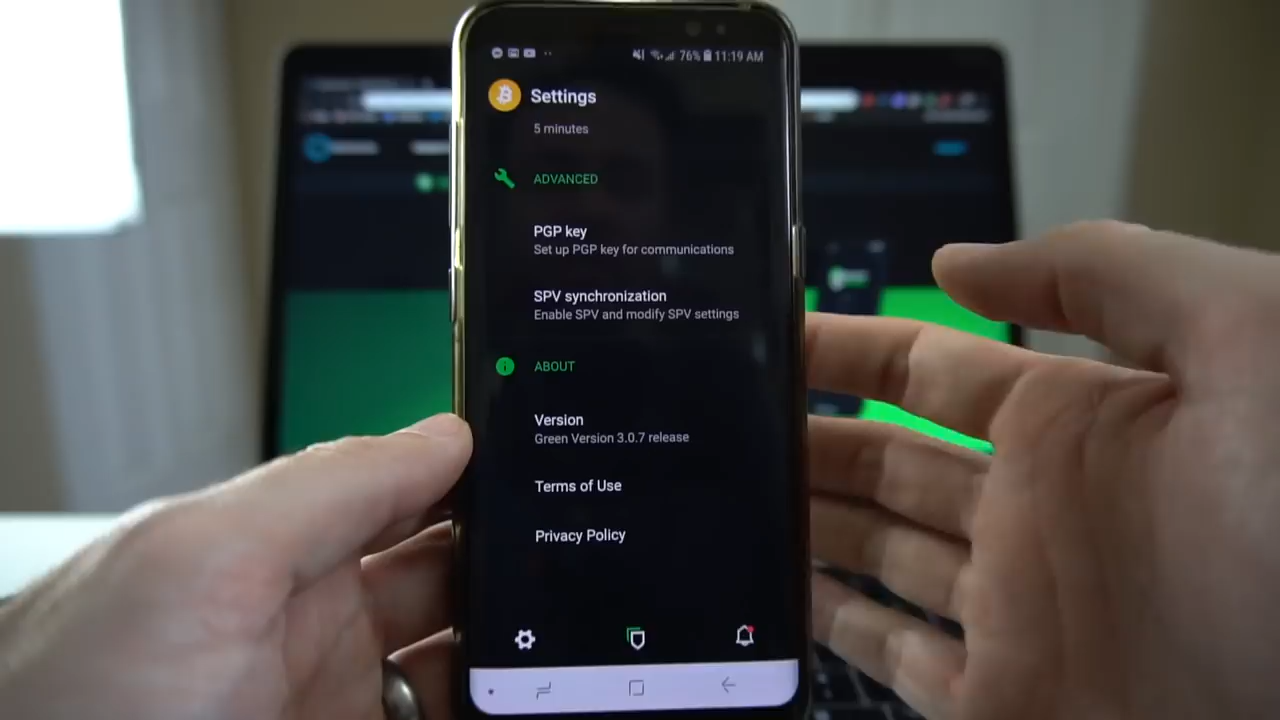 76% 11:19 AM
Settings
5 minutes
ADVANCED
PGP key
Set up PGP key for communications
SPV synchronization
Enable SPV and modify SPV settings
ABOUT
Version
Green Version 3.0.7 release
Terms of Use
Privacy Policy